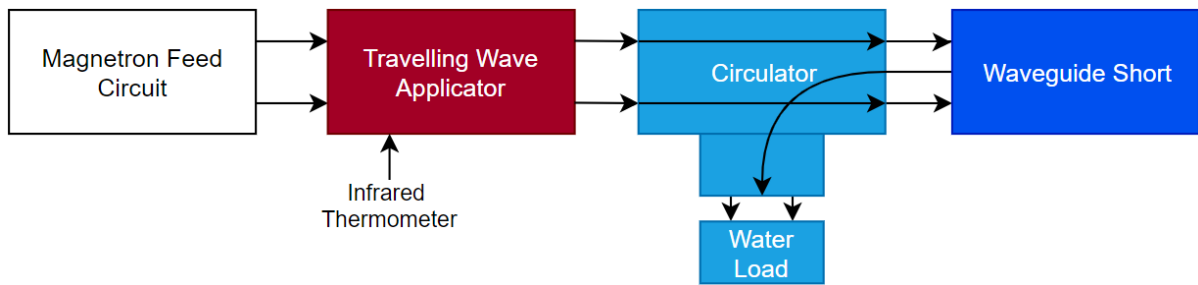 Magnetron Feed
Circuit
Travelling Wave
Applicator
Circulator
Waveguide Short
Infrared
Thermometer
Water
Load